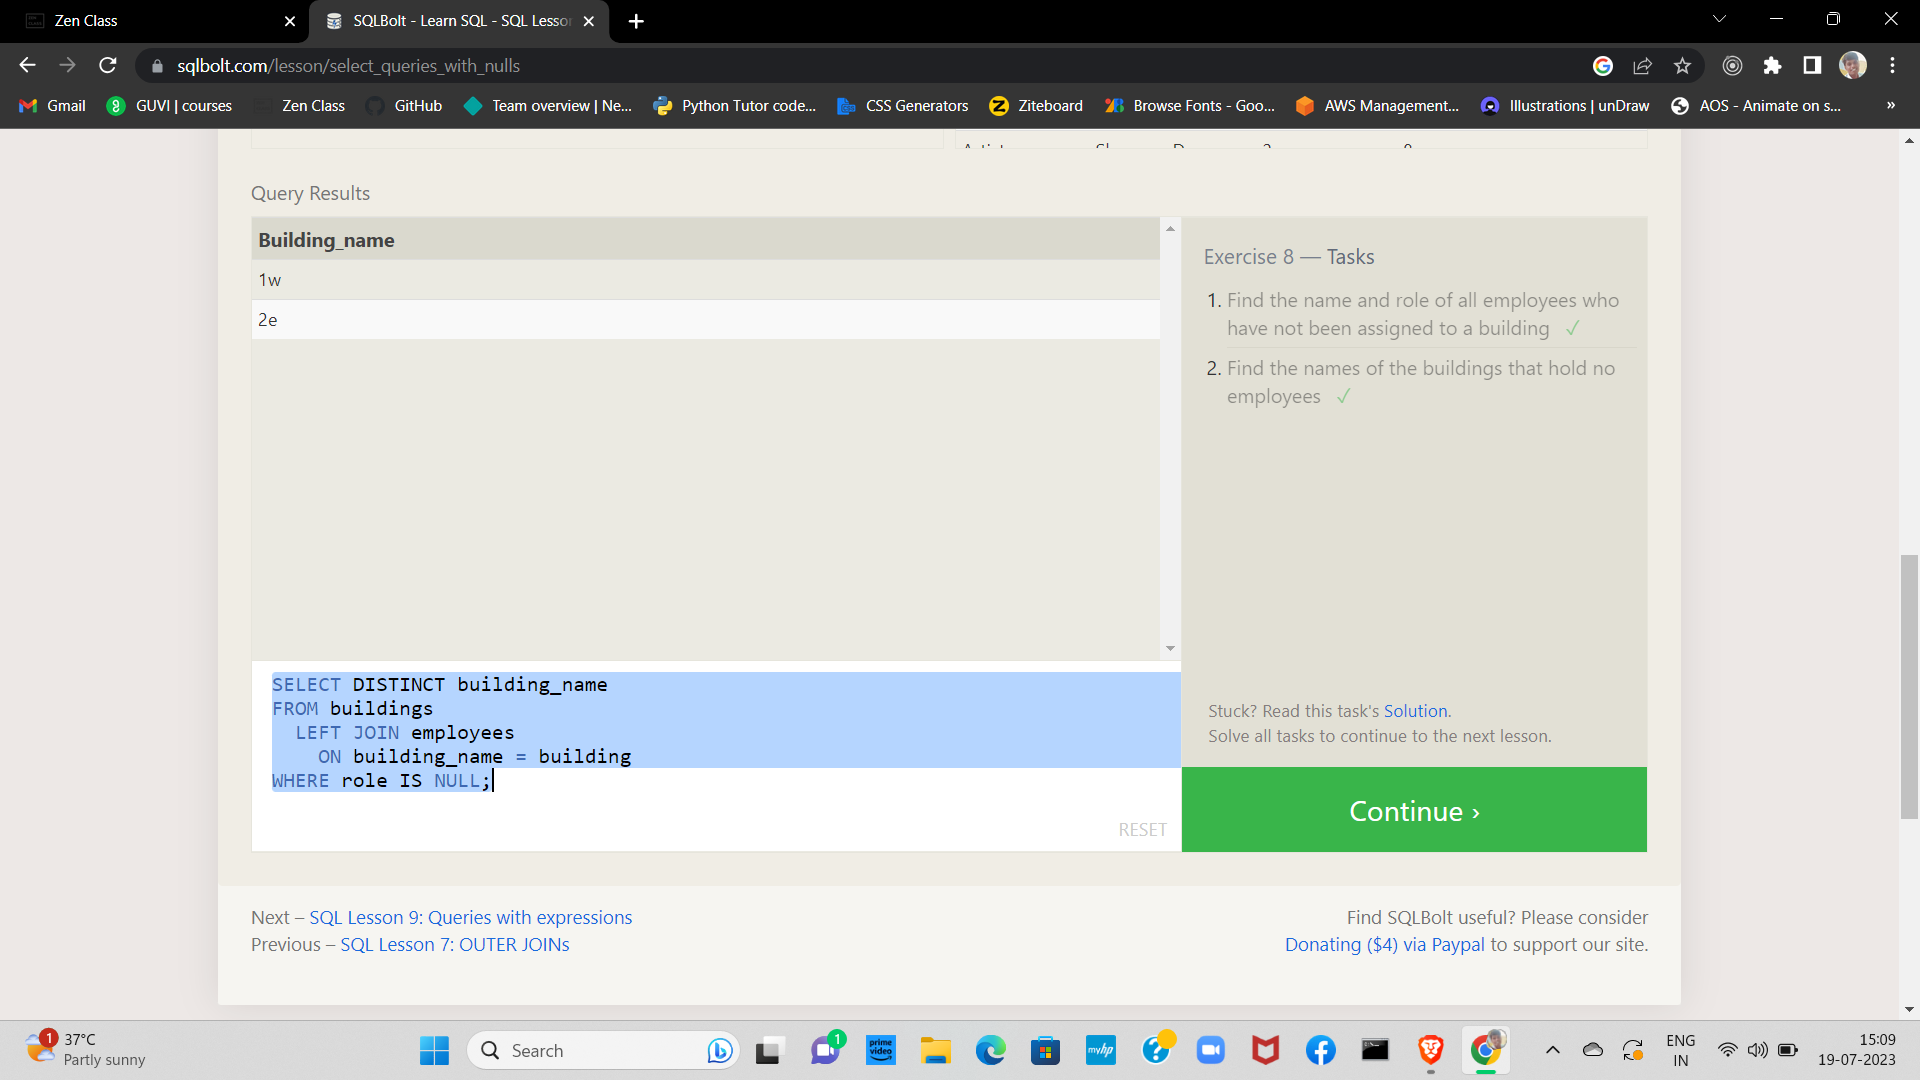 Zen Class
SQLBolt - Learn SQL - SQL Lesson
sqlbolt.com/lesson/select_queries_with_nulls
Gmail GUVI | courses Zen Class GitHub Team overview | Ne... Python Tutor code... CSS Generators Ziteboard Browse Fonts - Goo... AWS Management... Illustrations | unDraw AOS - Animate on s... »
Query Results
Building_name
1w
2e
Exercise 8 — Tasks
1. Find the name and role of all employees who
have not been assigned to a building ✓
2. Find the names of the buildings that hold no
employees ✓
SELECT DISTINCT building_name
FROM buildings
LEFT JOIN employees
ON building_name = building
WHERE role IS NULL;
RESET
Stuck? Read this task's Solution.
Solve all tasks to continue to the next lesson.
Continue ›
Next – SQL Lesson 9: Queries with expressions
Previous – SQL Lesson 7: OUTER JOINs
Find SQLBolt useful? Please consider
Donating ($4) via Paypal to support our site.
1
37°C
Partly sunny
Search
1
prime video
myhp
ENG
IN
15:09
19-07-2023